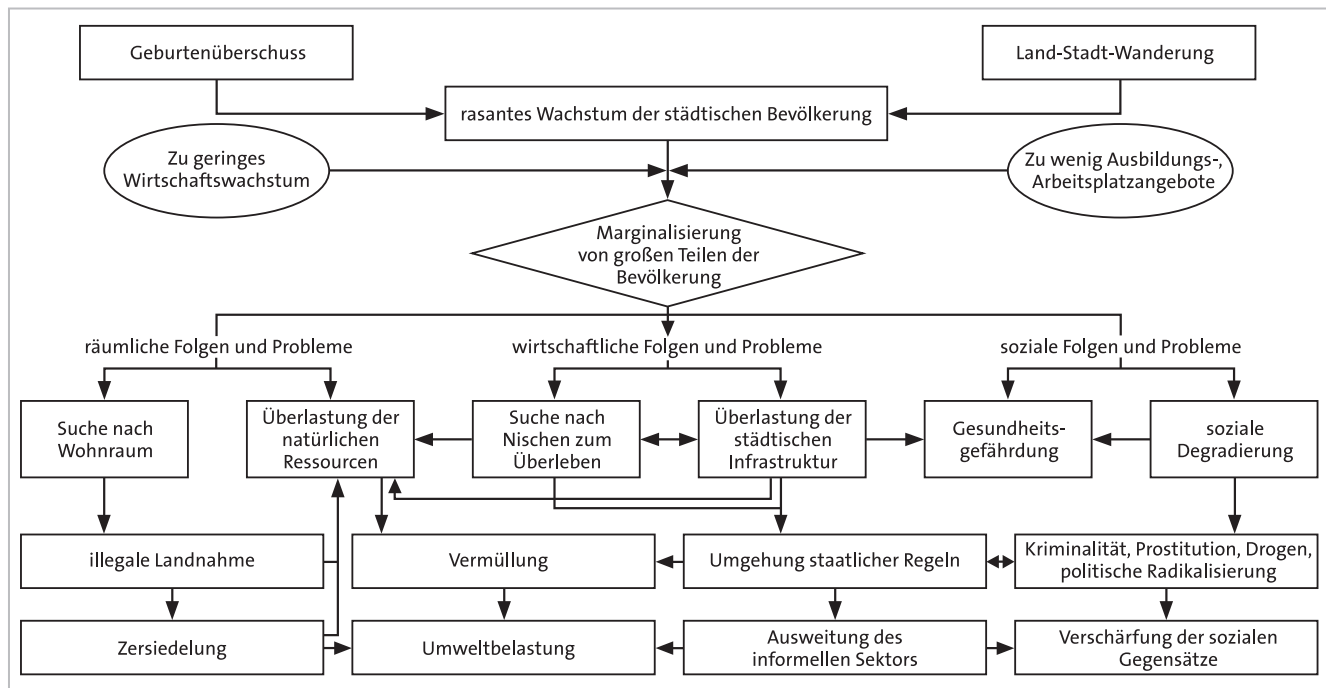 Geburtenüberschuss
Land-Stadt-Wanderung
rasantes Wachstum der städtischen Bevölkerung
Zu geringes
Wirtschaftswachstum
Zu wenig Ausbildungs-,
Arbeitsplatzangebote
Marginalisierung
von großen Teilen der
Bevölkerung
räumliche Folgen und Probleme
wirtschaftliche Folgen und Probleme
soziale Folgen und Probleme
Suche nach
Wohnraum
Überlastung der
natürlichen
Ressourcen
Suche nach
Nischen zum
Überleben
Überlastung der
städtischen
Infrastruktur
Gesundheits-
gefährdung
soziale
Degradierung
illegale Landnahme
Vermüllung
Umgehung staatlicher Regeln
Kriminalität, Prostitution, Drogen,
politische Radikalisierung
Zersiedelung
Umweltbelastung
Ausweitung des
informellen Sektors
Verschärfung der sozialen
Gegensätze